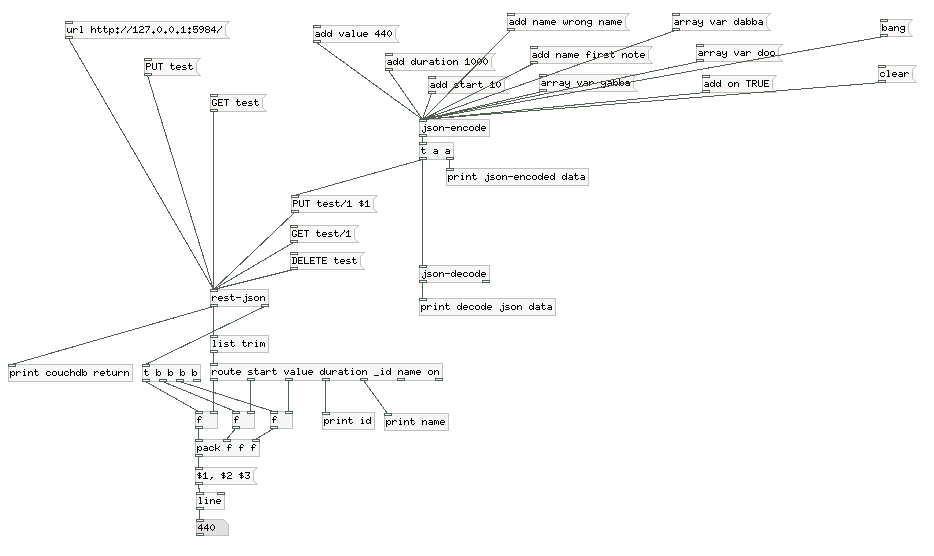 url http://127.0.0.1:5984/
add value 440
add name wrong name
array var dabba
bang
PUT test
add duration 1000
add name first note
array var doo
clear
GET test
add start 10
array var yabba
add on TRUE
json-encode
t a a
print json-encoded data
PUT test/1 $1
GET test/1
DELETE test
json-decode
rest-json
print decode json data
list trim
print couchdb return
t b b b b
route start value duration _id name on
f
f
f
print id
print name
pack f f f
$1, $2 $3
line
440